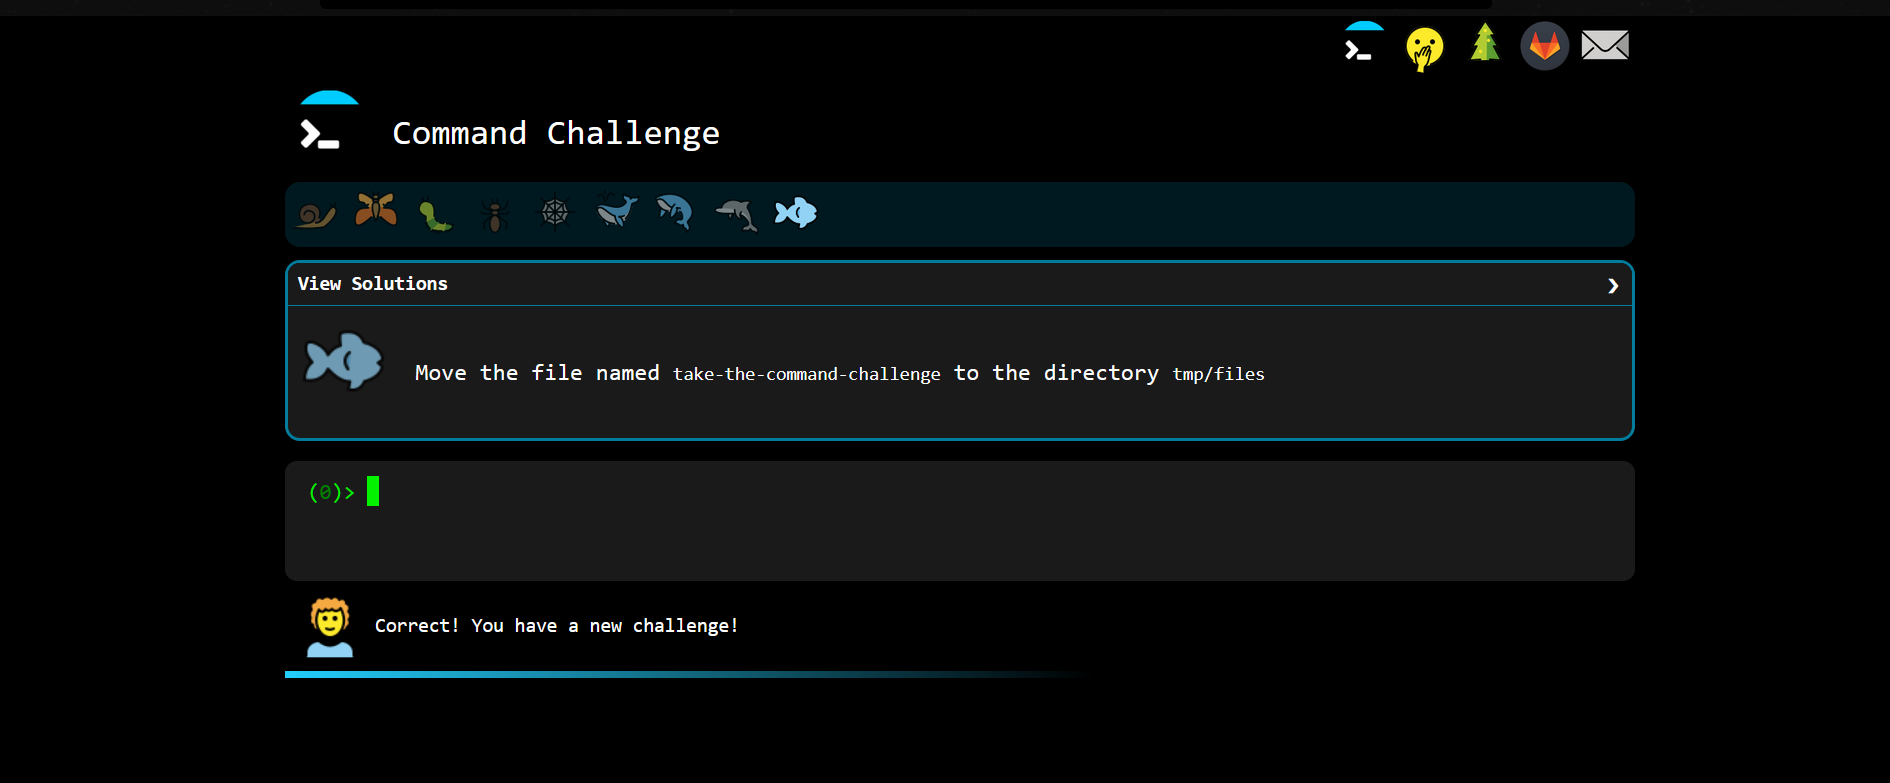 Command Challenge
View Solutions
Move the file named take-the-command-challenge to the directory tmp/files
(0)>
Correct! You have a new challenge!